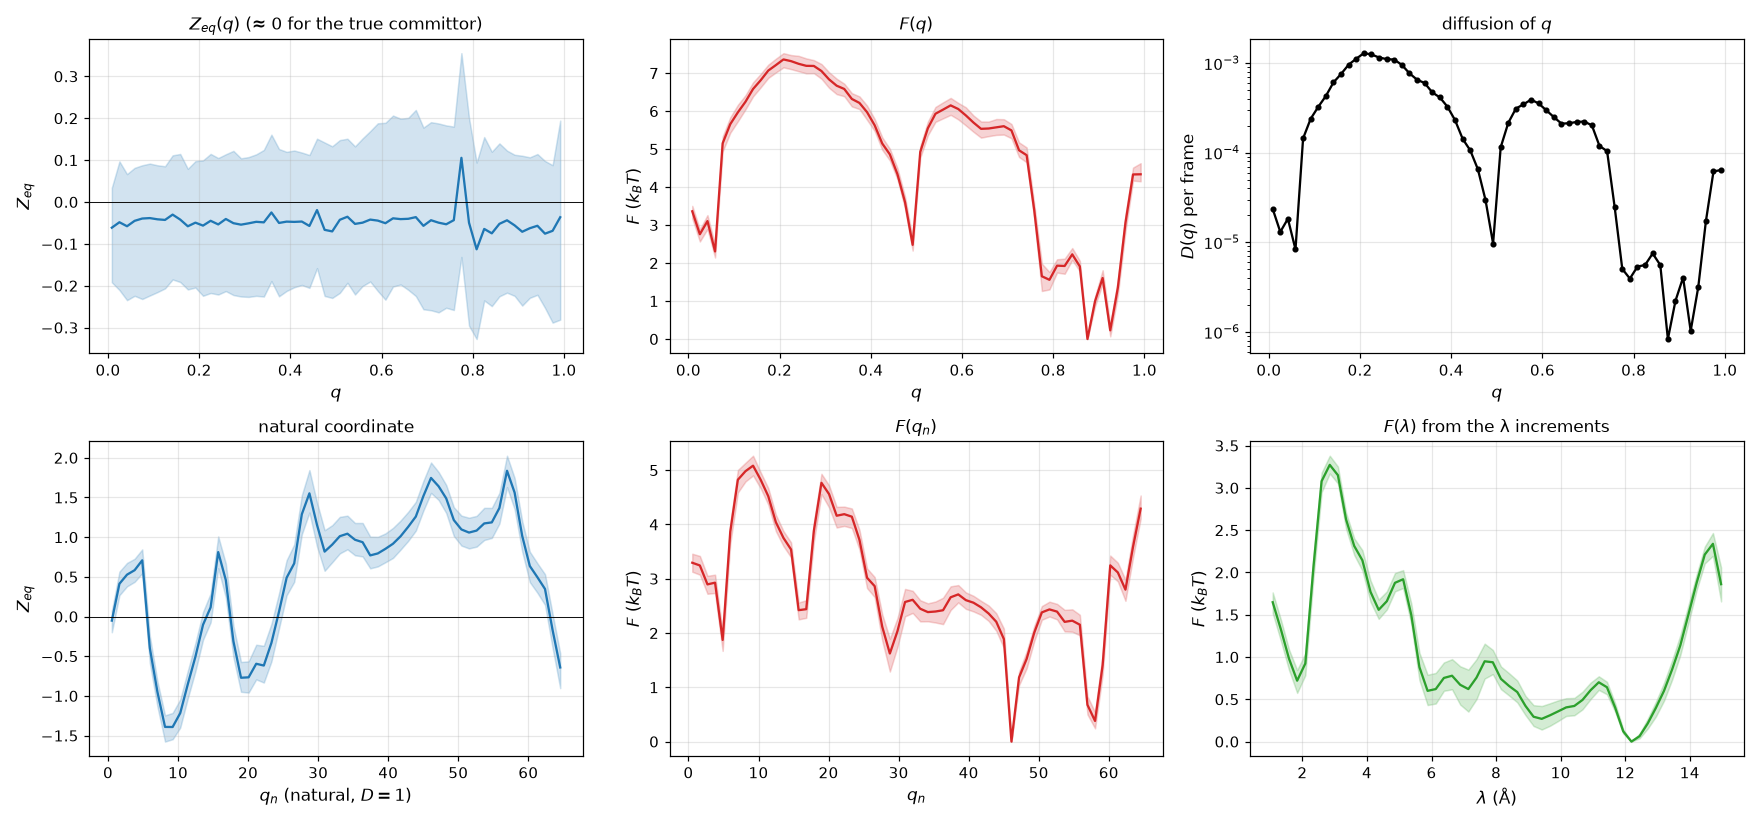 Z_eq(q) (≈ 0 for the true committor)
0.3
0.2
0.1
0.0
−0.1
−0.2
−0.3
Z_eq
0.0 0.2 0.4 0.6 0.8 1.0
q
F(q)
7
6
5
4
3
2
1
0
F (k_BT)
0.0 0.2 0.4 0.6 0.8 1.0
q
diffusion of q
10⁻³
10⁻⁴
10⁻⁵
10⁻⁶
D(q) per frame
0.0 0.2 0.4 0.6 0.8 1.0
q
natural coordinate
2.0
1.5
1.0
0.5
0.0
−0.5
−1.0
−1.5
Z_eq
0 10 20 30 40 50 60
q_n (natural, D = 1)
F(q_n)
5
4
3
2
1
0
F (k_BT)
0 10 20 30 40 50 60
q_n
F(λ) from the λ increments
3.5
3.0
2.5
2.0
1.5
1.0
0.5
0.0
F (k_BT)
2 4 6 8 10 12 14
λ (Å)